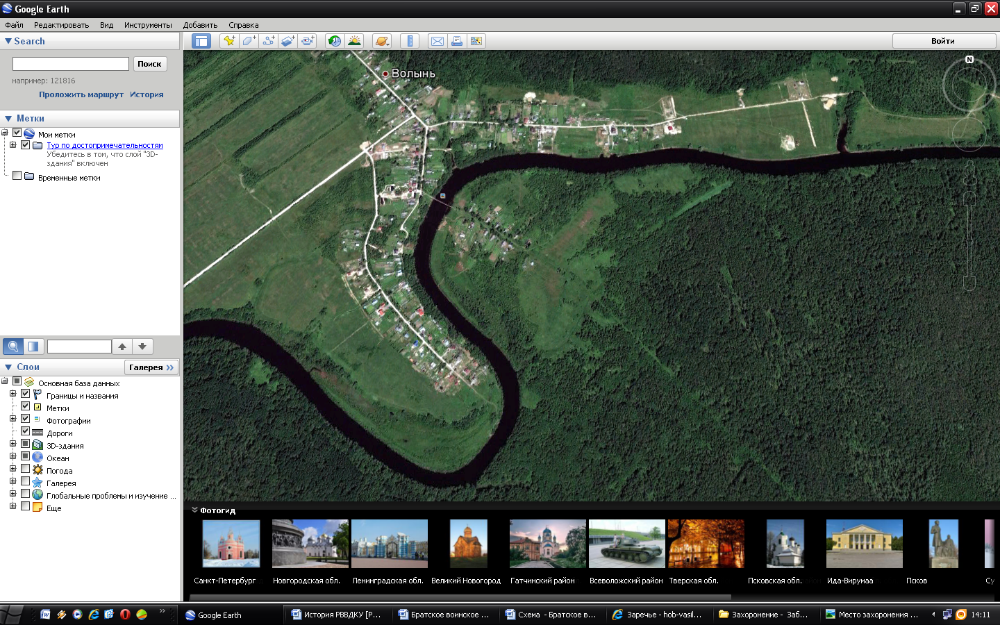 Google Earth
Файл Редактировать Вид Инструменты Добавить Справка
Search
Поиск
например: 121816
Проложить маршрут История
Метки
Мои метки
Тур по достопримечательностям
Убедитесь в том, что слой "3D-
здания" включен
Временные метки
Слои
Галерея »
Основная база данных
Границы и названия
Метки
Фотографии
Дороги
3D-здания
Океан
Погода
Галерея
Глобальные проблемы и изучение ...
Еще
Войти
N
Волынь
Фотогид
Санкт-Петербург Новгородская обл. Ленинградская обл. Великий Новгород Гатчинский район Всеволожский район Тверская обл. Псковская обл. Ида-Вирумаа Псков Су
» Google Earth История РВВДКУ [Р... Братское воинское ... Схема - Братское в... Заречье - hob-vasil... Захоронение - Заб... Место захоронения ... 14:11